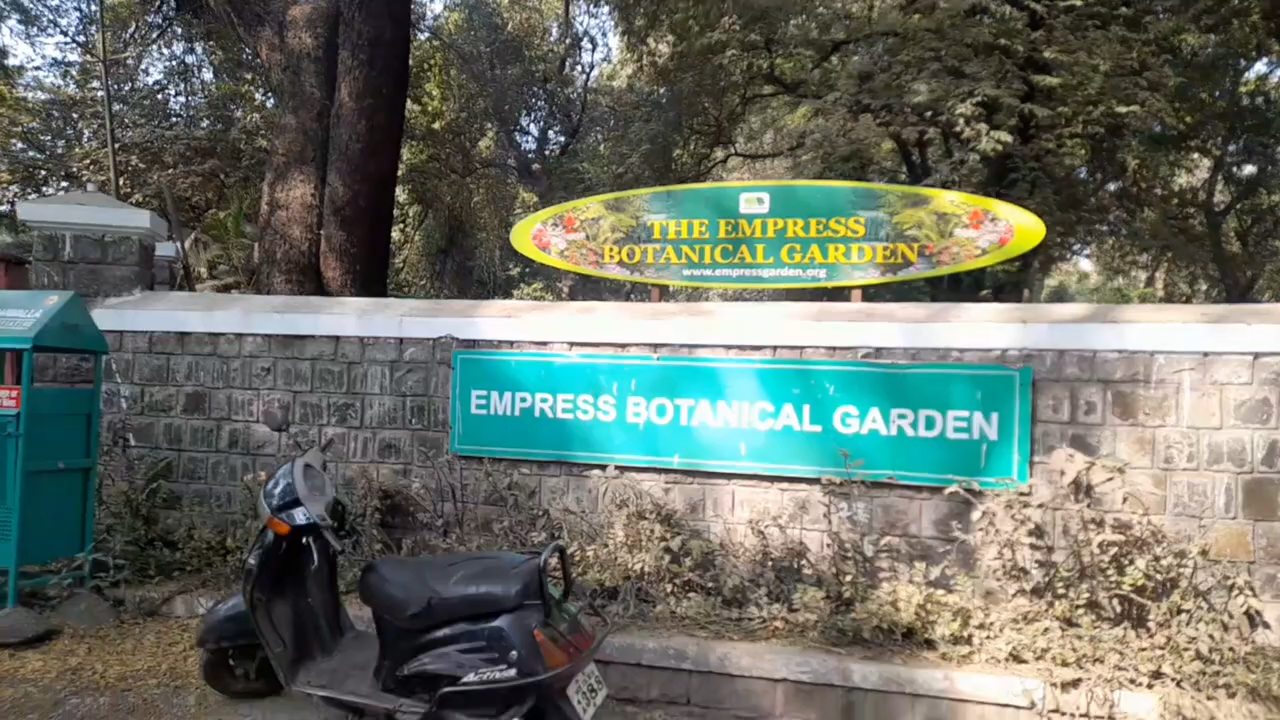 THE EMPRESS
BOTANICAL GARDEN
www.empressgarden.org
EMPRESS BOTANICAL GARDEN
Activa